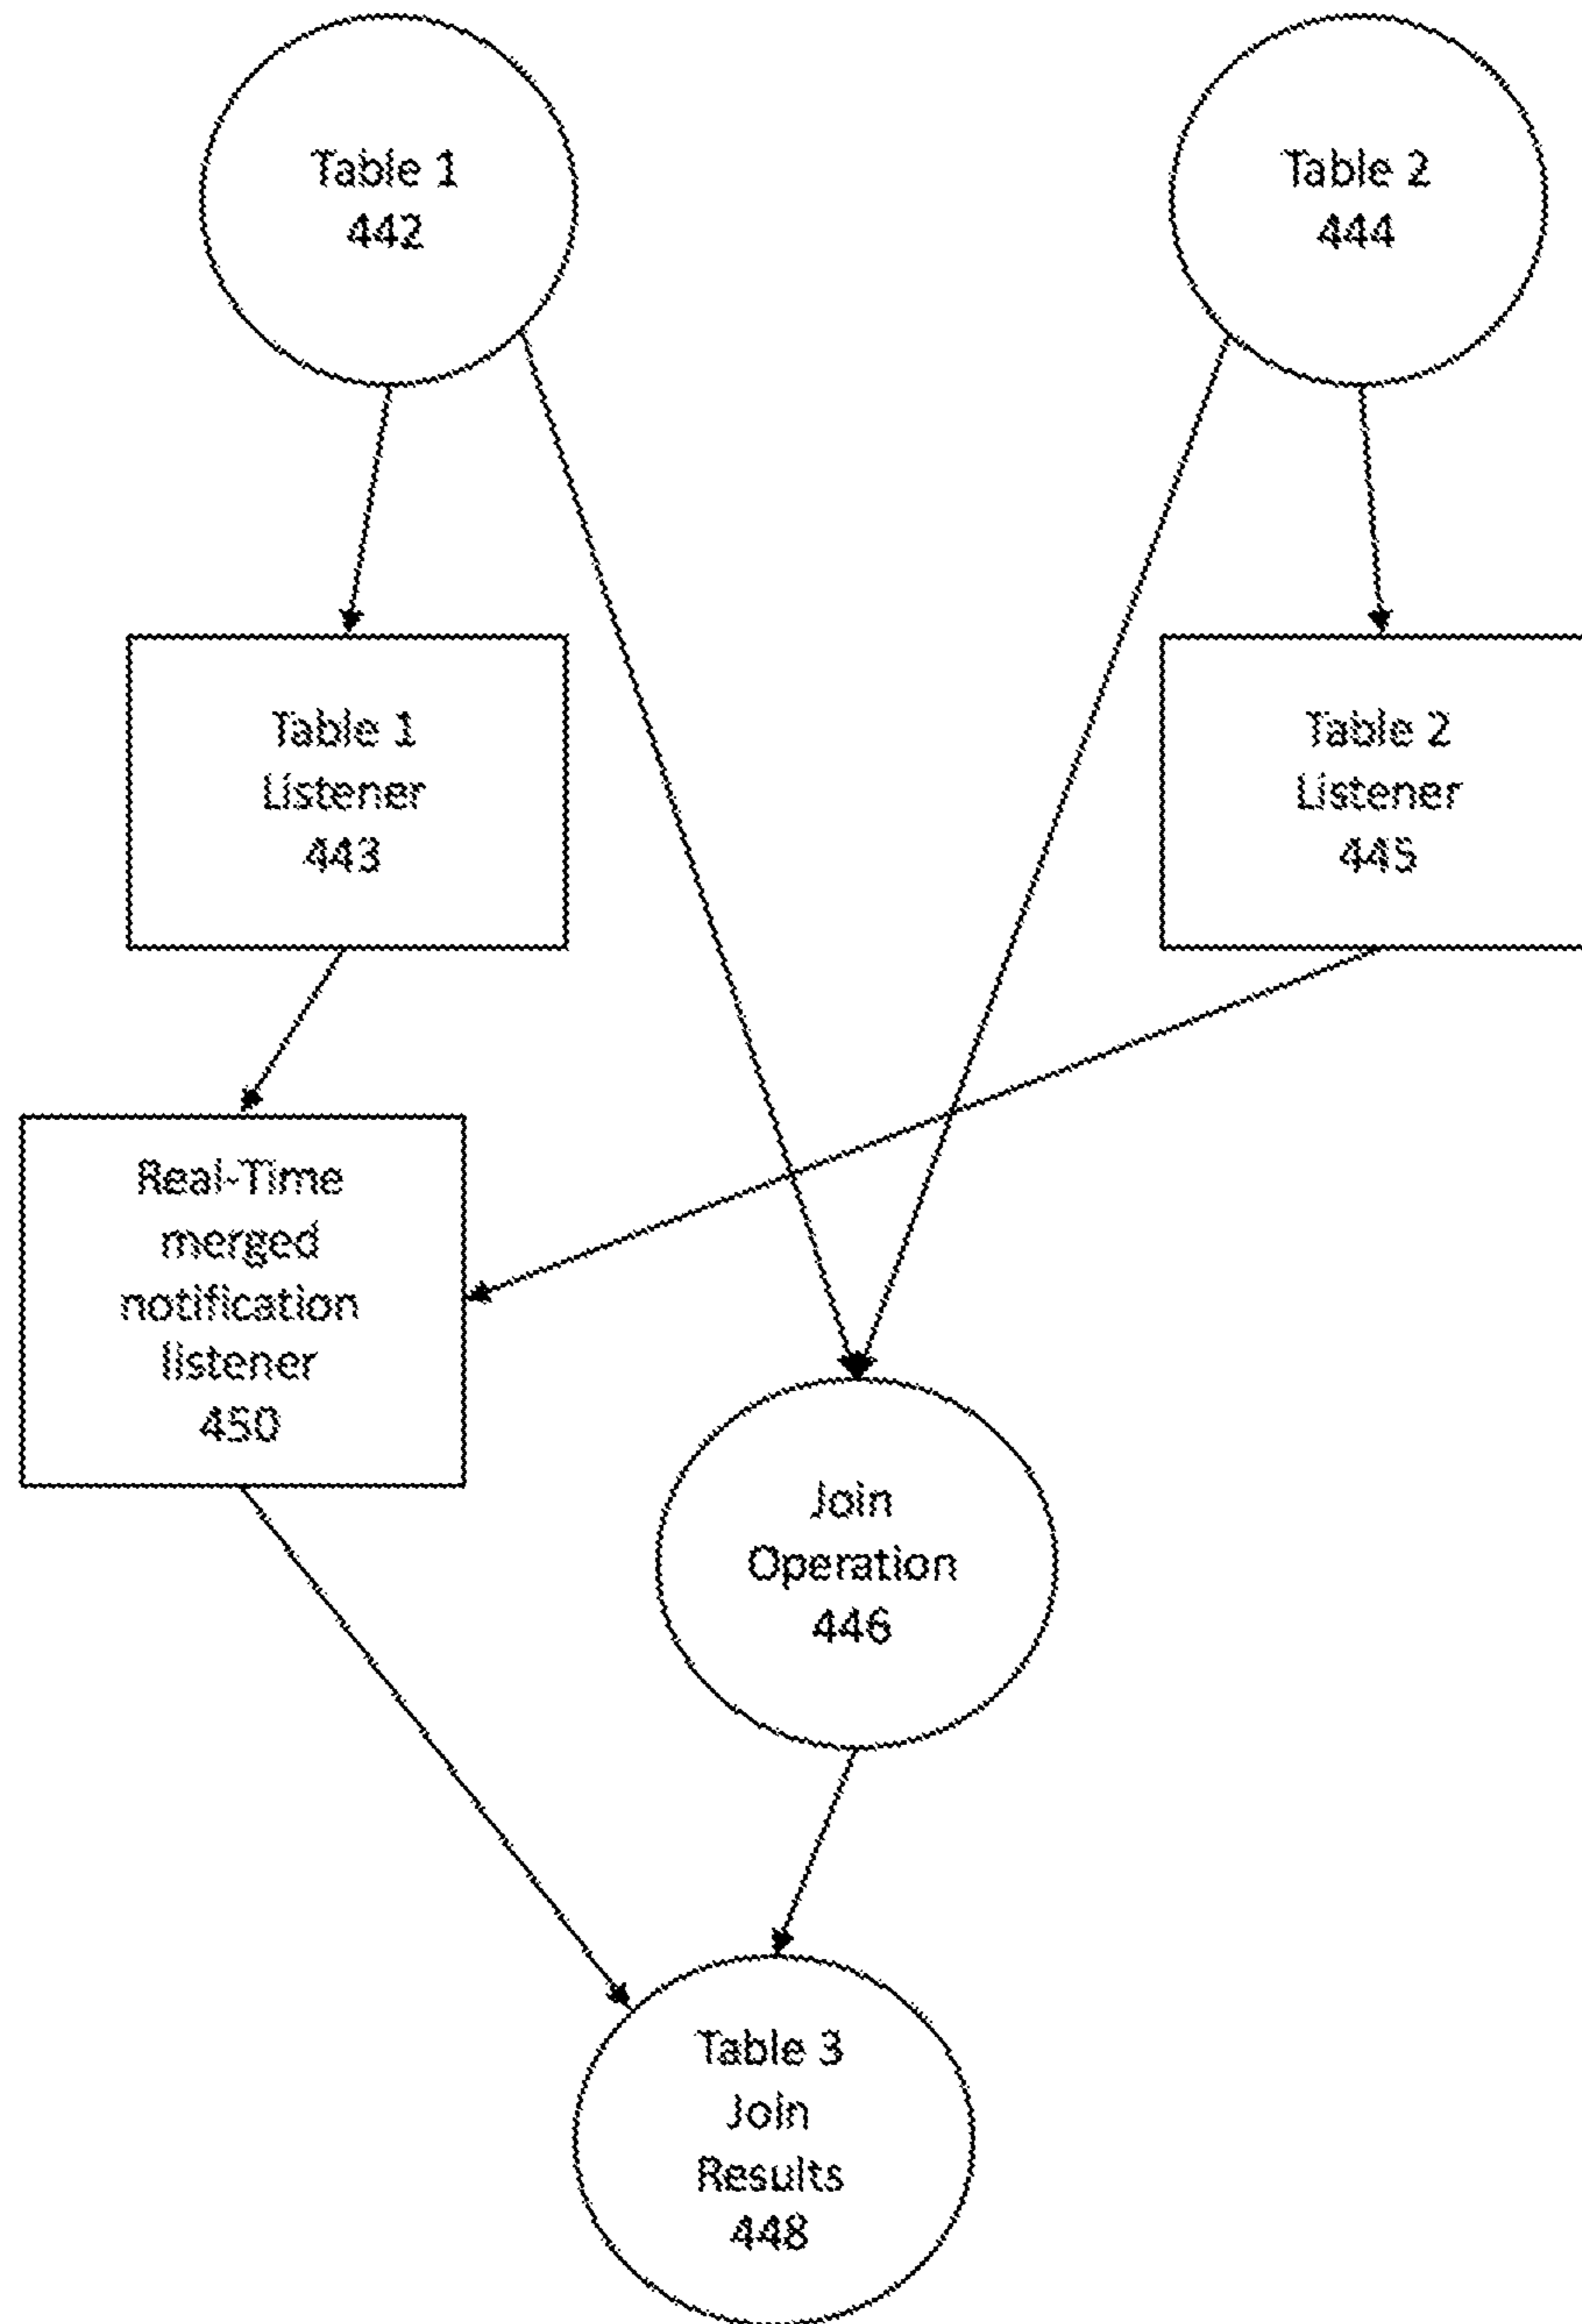 Table 1
442
Table 2
444
Table 1
Listener
443
Table 2
Listener
445
Real-Time
merged
notification
listener
450
Join
Operation
446
Table 3
Join
Results
448